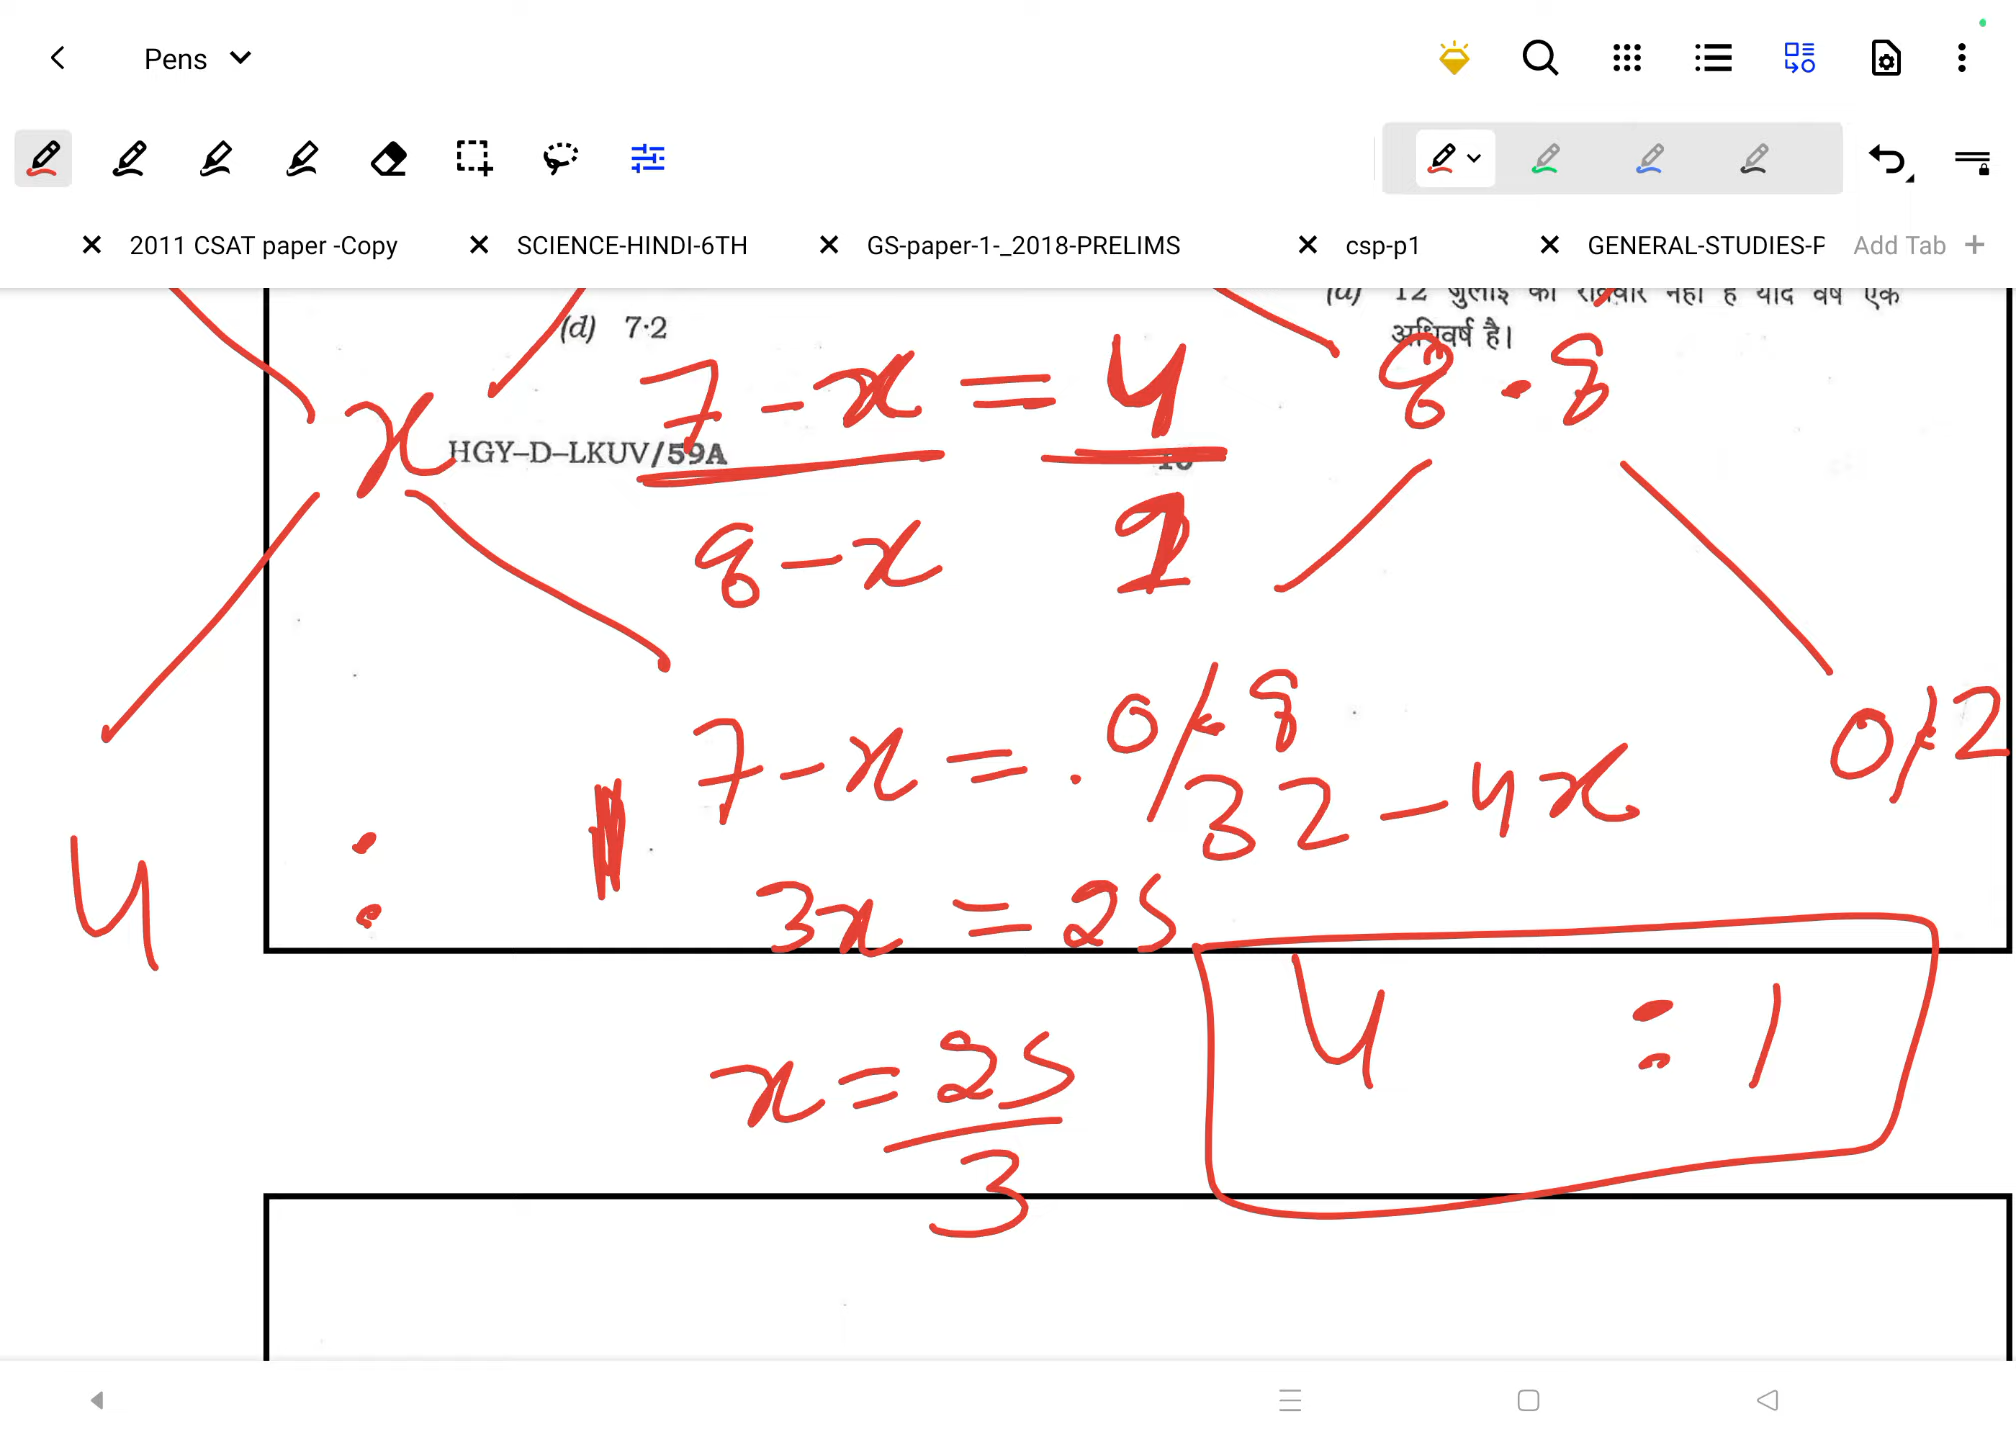 Pens
2011 CSAT paper -Copy
SCIENCE-HINDI-6TH
GS-paper-1-_2018-PRELIMS
csp-p1
GENERAL-STUDIES-P
Add Tab +
(d) 7·2
अधिवर्ष है।
HGY–D–LKUV/59A
x
7 - x = 4
8 - x
8.8
7 - x =
0.8
32 - 4x
0.2
4 :
3x = 25
x = 25
3
4 : 1